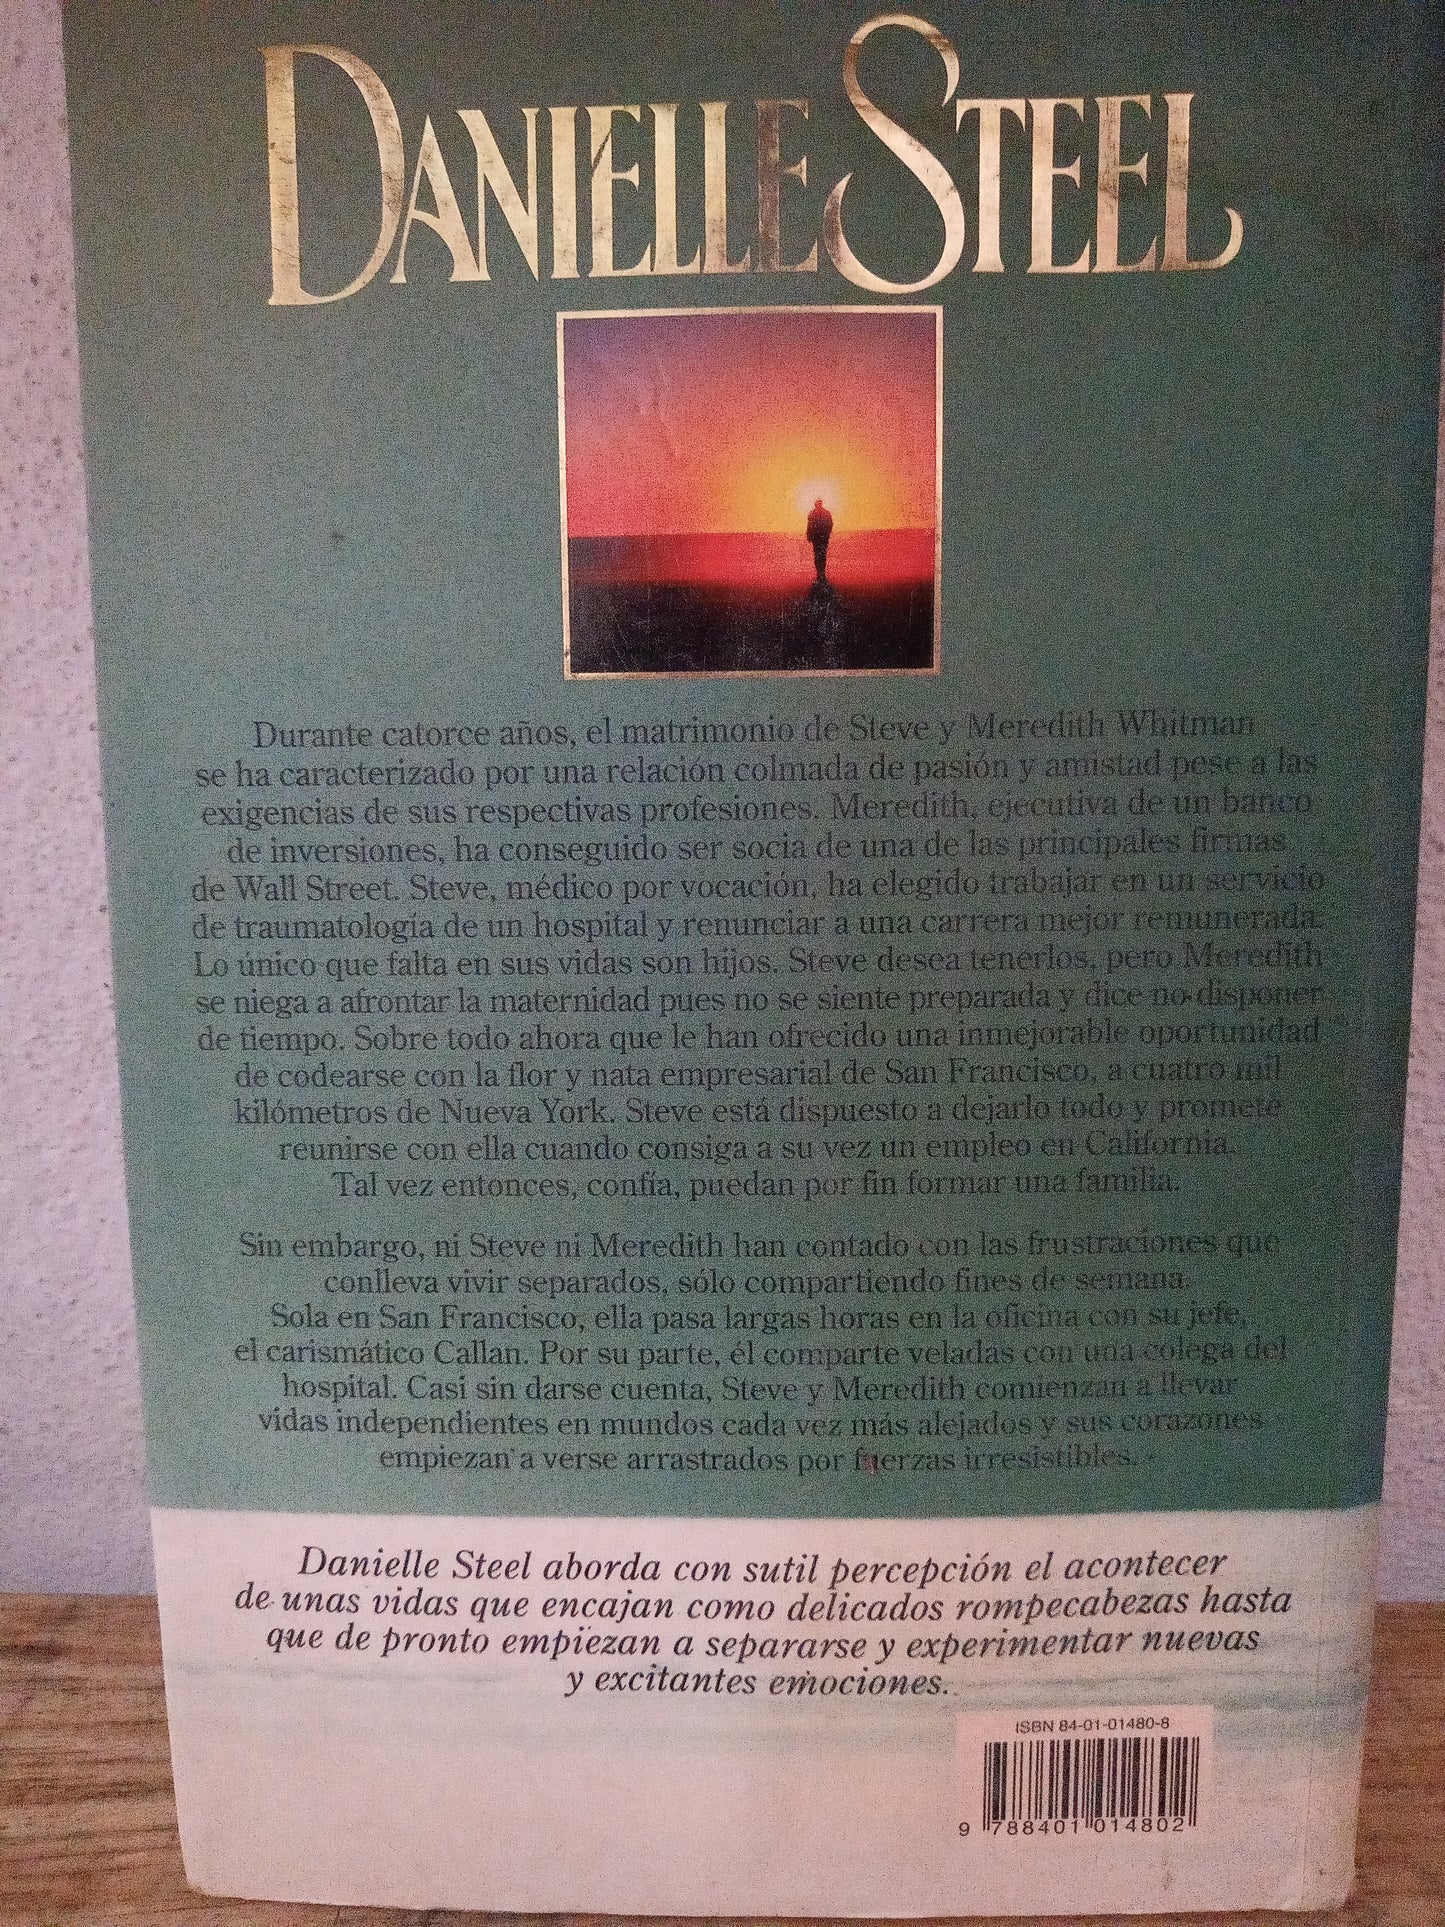 DANIELLE STEEL
Durante catorce años, el matrimonio de Steve y Meredith Whitman
se ha caracterizado por una relación colmada de pasión y amistad pese a las
exigencias de sus respectivas profesiones. Meredith, ejecutiva de un banco
de inversiones, ha conseguido ser socia de una de las principales firmas
de Wall Street. Steve, médico por vocación, ha elegido trabajar en un servicio
de traumatología de un hospital y renunciar a una carrera mejor remunerada.
Lo único que falta en sus vidas son hijos. Steve desea tenerlos, pero Meredith
se niega a afrontar la maternidad pues no se siente preparada y dice no disponer
de tiempo. Sobre todo ahora que le han ofrecido una inmejorable oportunidad
de codearse con la flor y nata empresarial de San Francisco, a cuatro mil
kilómetros de Nueva York. Steve está dispuesto a dejarlo todo y promete
reunirse con ella cuando consiga a su vez un empleo en California.
Tal vez entonces, confía, puedan por fin formar una familia.
Sin embargo, ni Steve ni Meredith han contado con las frustraciones que
conlleva vivir separados, sólo compartiendo fines de semana.
Sola en San Francisco, ella pasa largas horas en la oficina con su jefe,
el carismático Callan. Por su parte, él comparte veladas con una colega del
hospital. Casi sin darse cuenta, Steve y Meredith comienzan a llevar
vidas independientes en mundos cada vez más alejados y sus corazones
empiezan a verse arrastrados por fuerzas irresistibles.
Danielle Steel aborda con sutil percepción el acontecer
de unas vidas que encajan como delicados rompecabezas hasta
que de pronto empiezan a separarse y experimentar nuevas
y excitantes emociones.
ISBN 84-01-01480-8
9 788401 014802